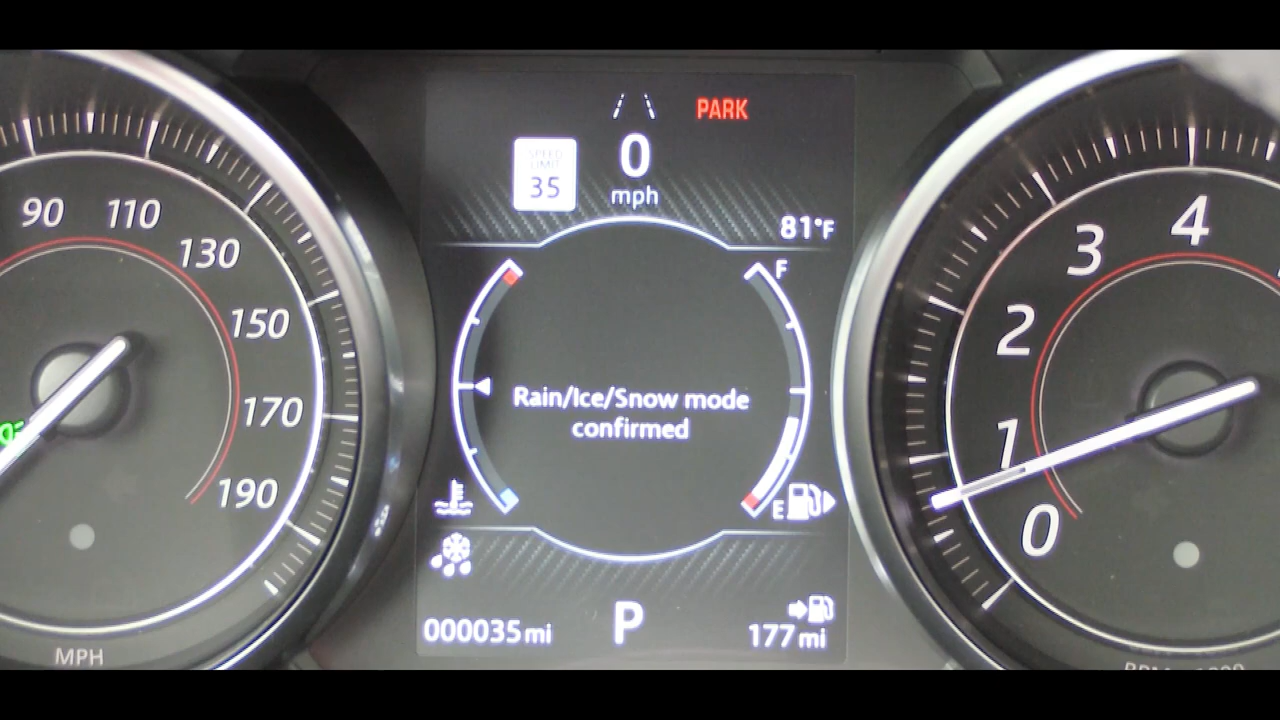 PARK
SPEED
LIMIT
35
0
mph
81°F
90
110
130
150
170
190
MPH
F
Rain/Ice/Snow mode
confirmed
E
000035 mi
P
177 mi
4
3
2
1
0